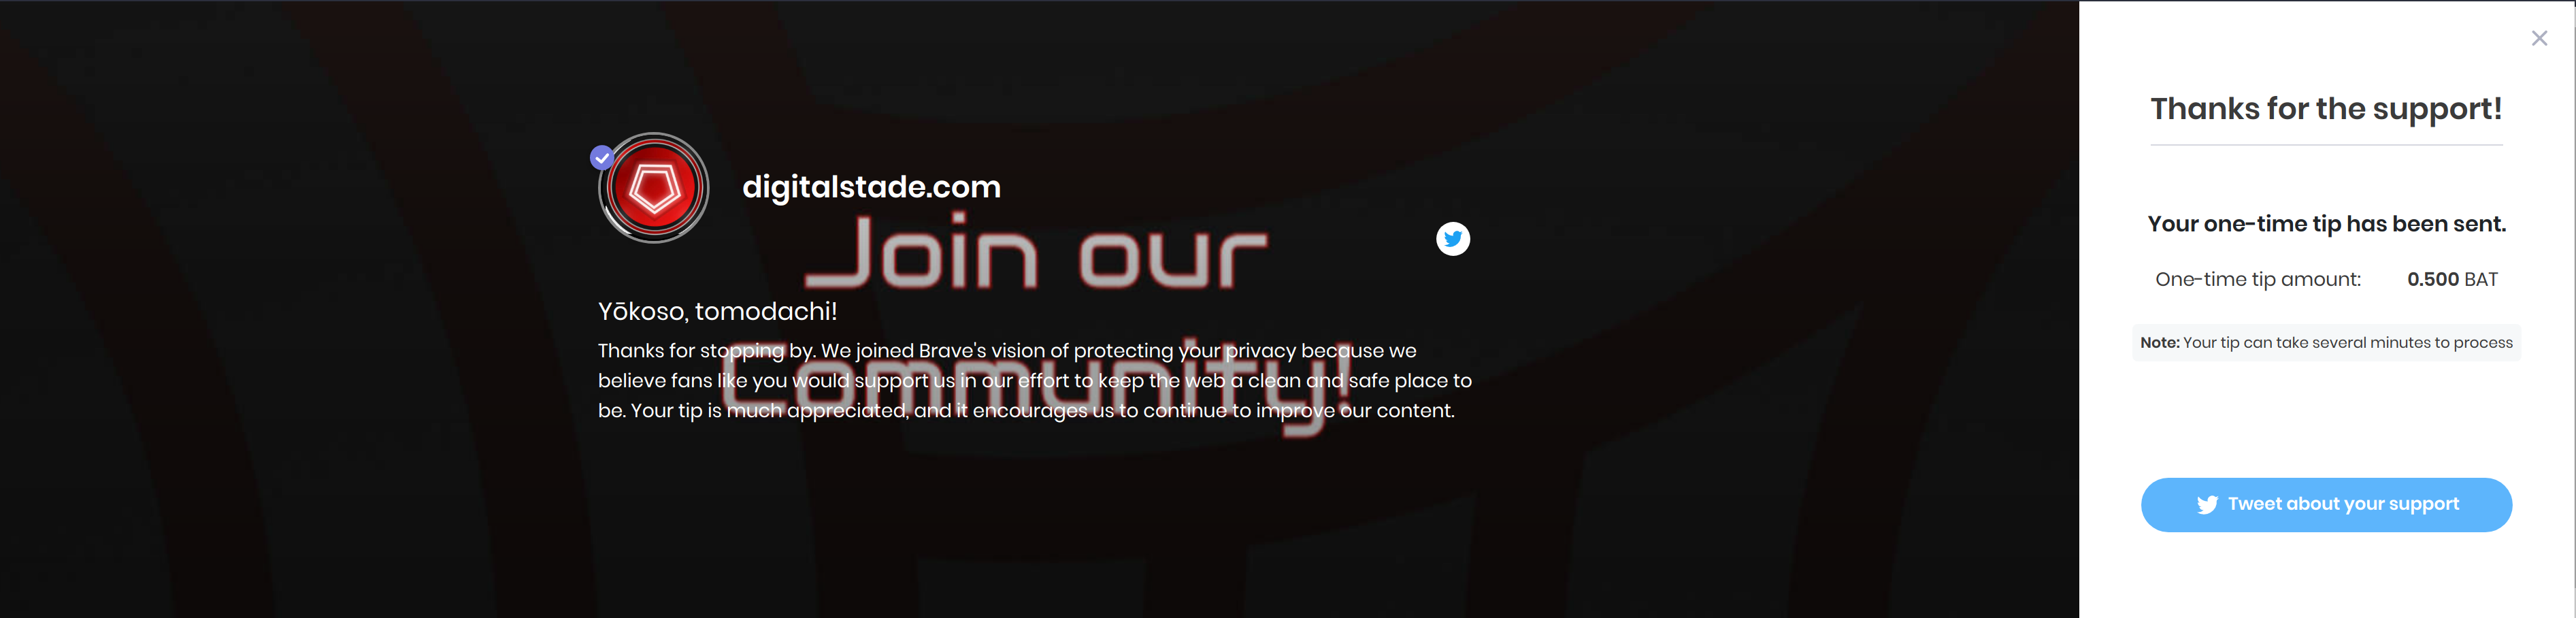 digitalstade.com
Join our
Community!
Yōkoso, tomodachi!
Thanks for stopping by. We joined Brave's vision of protecting your privacy because we
believe fans like you would support us in our effort to keep the web a clean and safe place to
be. Your tip is much appreciated, and it encourages us to continue to improve our content.
Thanks for the support!
Your one-time tip has been sent.
One-time tip amount: 0.500 BAT
Note: Your tip can take several minutes to process
Tweet about your support